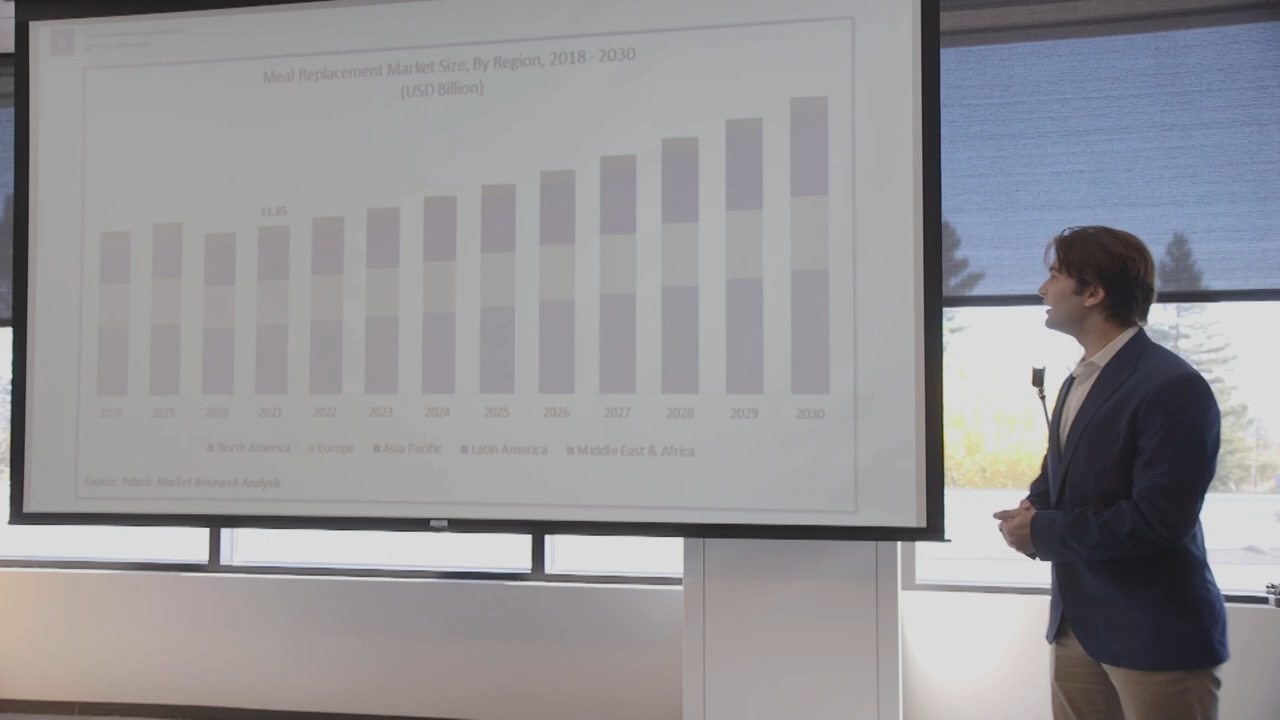 Meal Replacement Market Size, By Region, 2018 - 2030
(USD Billion)
11.85
2018 2019 2020 2021 2022 2023 2024 2025 2026 2027 2028 2029 2030
North America Europe Asia Pacific Latin America Middle East & Africa
Source: Polaris Market Research Analysis